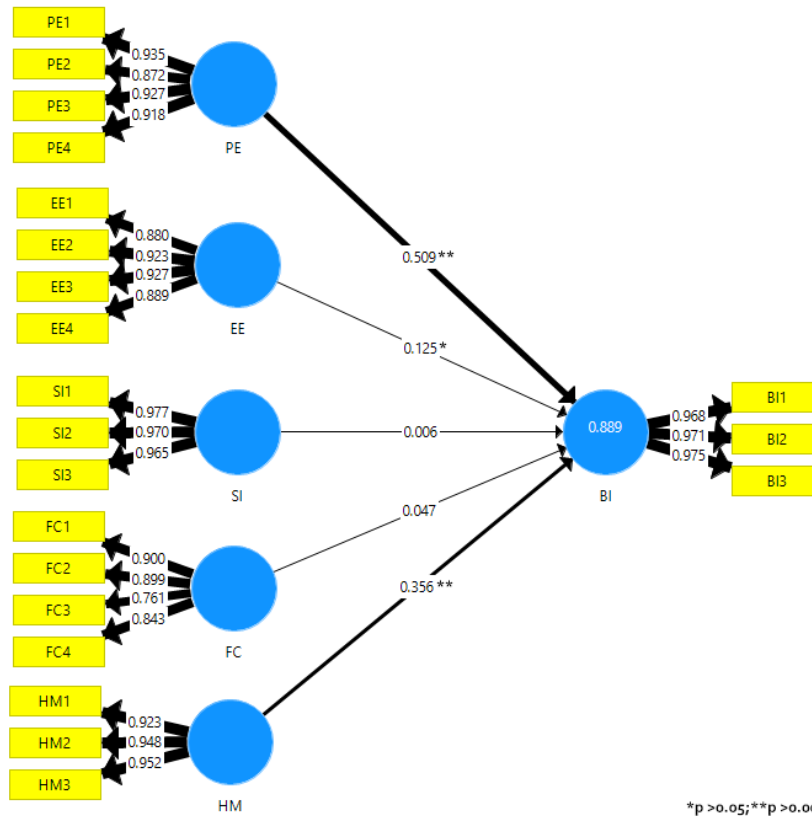 PE1
PE2
PE3
PE4
0.935
0.872
0.927
0.918
PE
EE1
EE2
EE3
EE4
0.880
0.923
0.927
0.889
EE
SI1
SI2
SI3
0.977
0.970
0.965
SI
FC1
FC2
FC3
FC4
0.900
0.899
0.761
0.843
FC
HM1
HM2
HM3
0.923
0.948
0.952
HM
0.509**
0.125*
0.006
0.047
0.356 **
0.889
BI
0.968
0.971
0.975
BI1
BI2
BI3
*p >0.05;**p